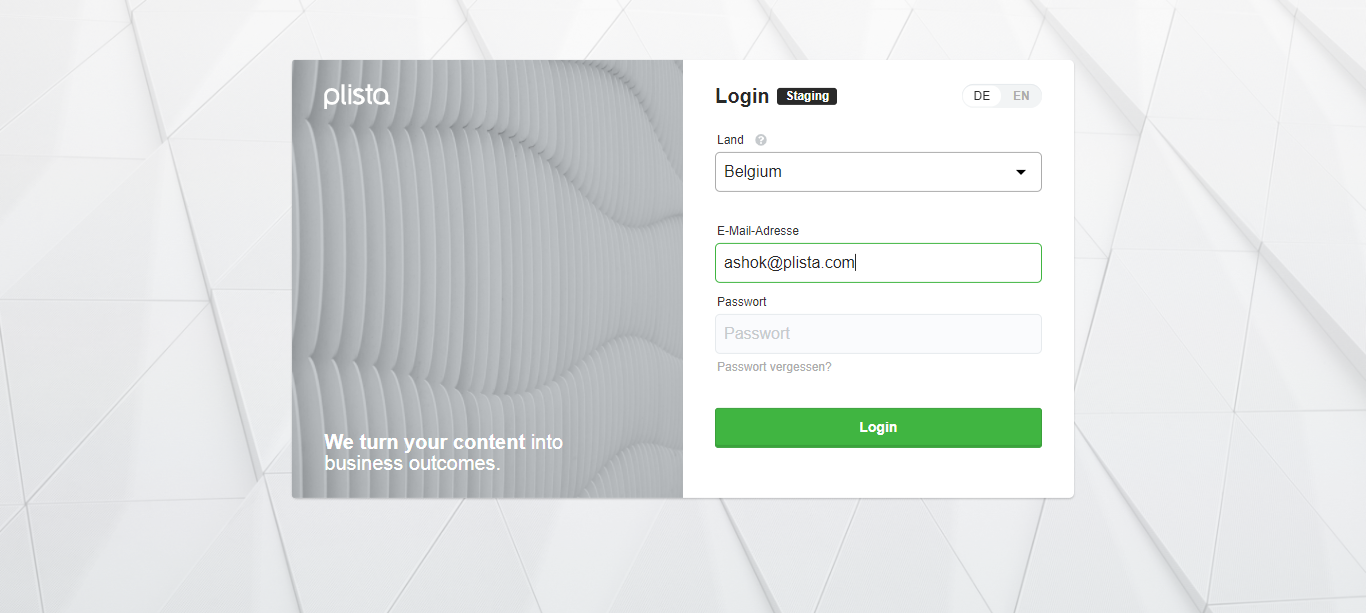 plista
We turn your content into
business outcomes.
Login Staging
DE EN
Land ?
Belgium
E-Mail-Adresse
ashok@plista.com
Passwort
Passwort
Passwort vergessen?
Login